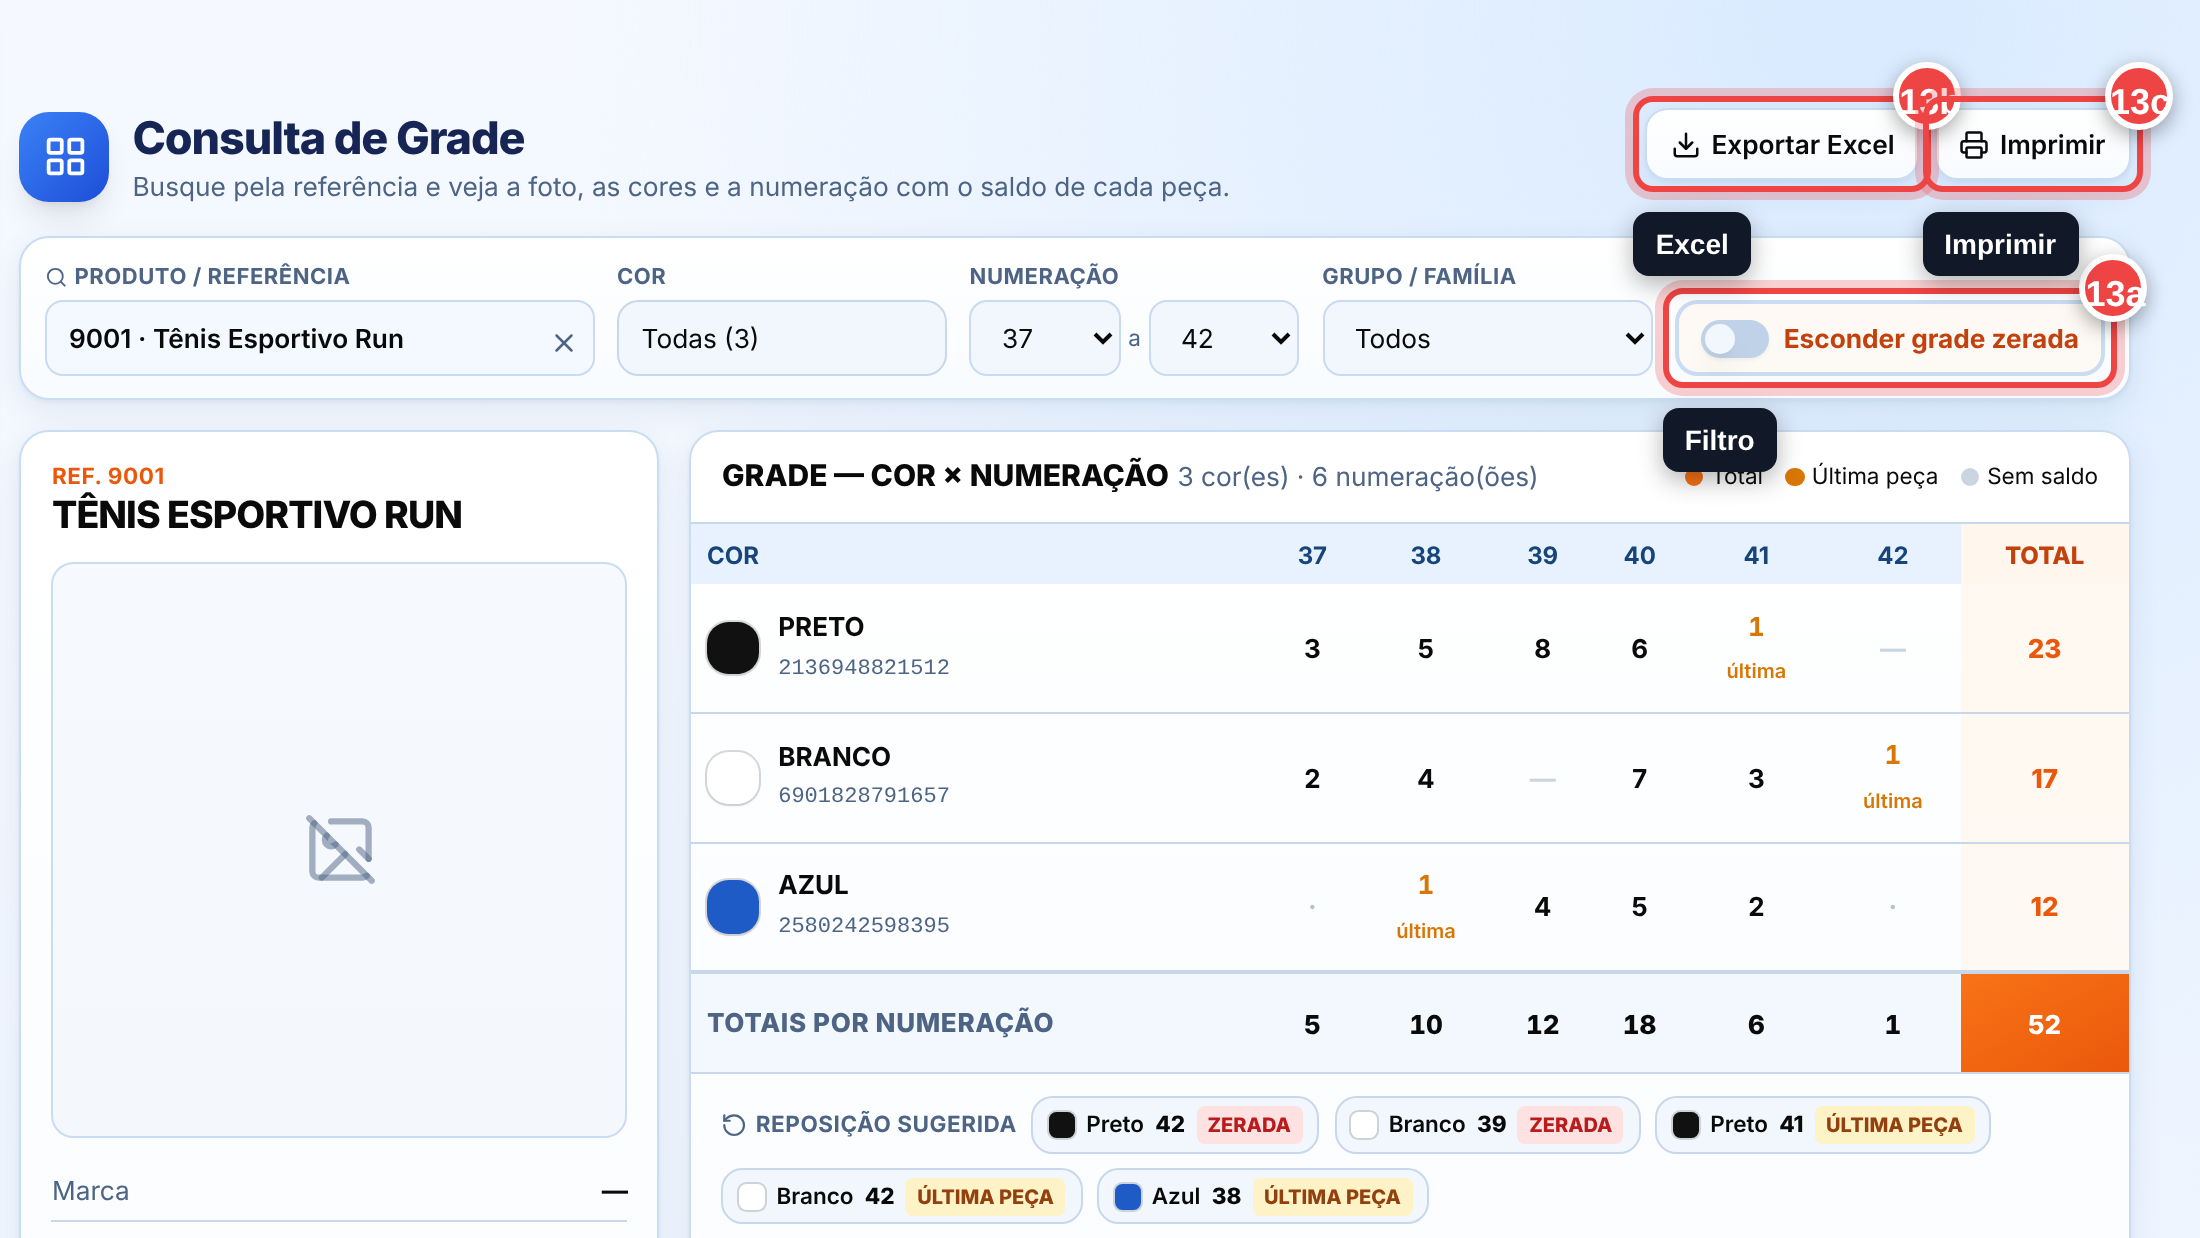 Consulta de Grade
Busque pela referência e veja a foto, as cores e a numeração com o saldo de cada peça.
Exportar Excel
Imprimir
13c
Excel
Imprimir
PRODUTO / REFERÊNCIA
COR
NUMERAÇÃO
GRUPO / FAMÍLIA
13a
9001 · Tênis Esportivo Run
Todas (3)
37 a 42
Todos
Esconder grade zerada
Filtro
REF. 9001
TÊNIS ESPORTIVO RUN
Marca —
GRADE — COR × NUMERAÇÃO 3 cor(es) · 6 numeração(ões)
Total Última peça Sem saldo
COR 37 38 39 40 41 42 TOTAL
PRETO
2136948821512
3 5 8 6 1 última — 23
BRANCO
6901828791657
2 4 — 7 3 1 última 17
AZUL
2580242598395
· 1 última 4 5 2 · 12
TOTAIS POR NUMERAÇÃO 5 10 12 18 6 1 52
REPOSIÇÃO SUGERIDA Preto 42 ZERADA Branco 39 ZERADA Preto 41 ÚLTIMA PEÇA
Branco 42 ÚLTIMA PEÇA Azul 38 ÚLTIMA PEÇA